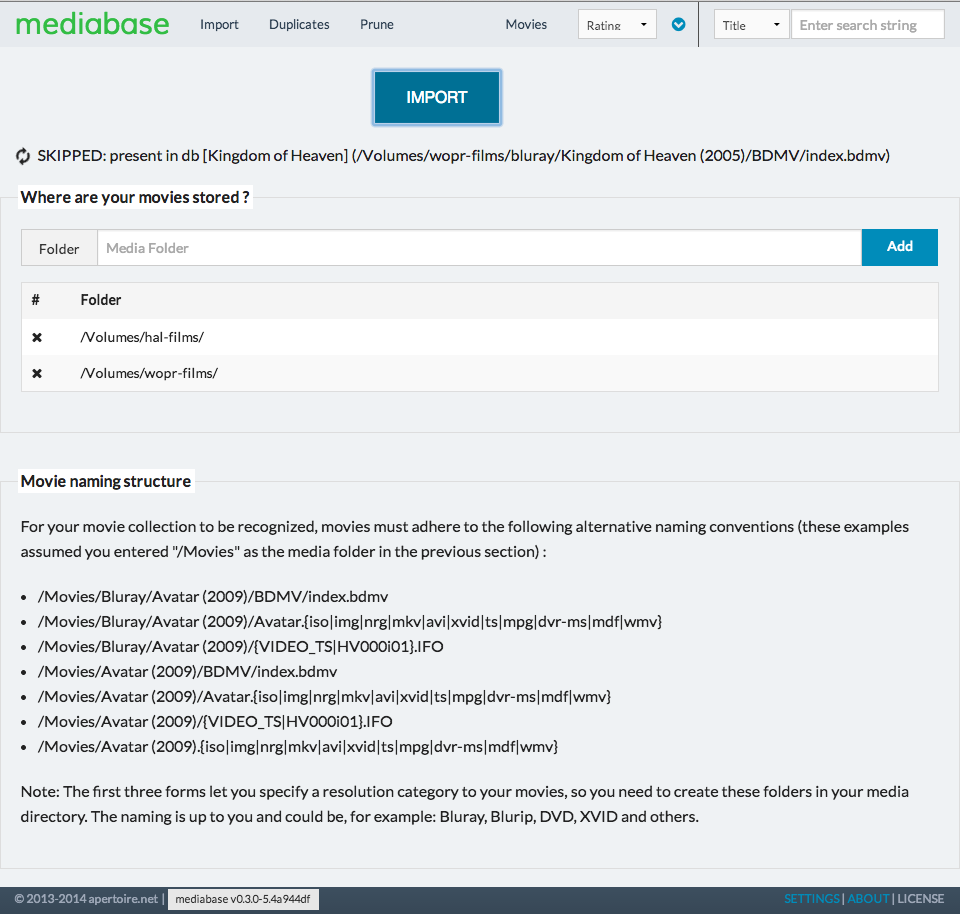 mediabase Import Duplicates Prune Movies Rating Title Enter search string
IMPORT
SKIPPED: present in db [Kingdom of Heaven] (/Volumes/wopr-films/bluray/Kingdom of Heaven (2005)/BDMV/index.bdmv)
Where are your movies stored ?
Folder Media Folder Add
# Folder
/Volumes/hal-films/
/Volumes/wopr-films/
Movie naming structure
For your movie collection to be recognized, movies must adhere to the following alternative naming conventions (these examples
assumed you entered "/Movies" as the media folder in the previous section) :
• /Movies/Bluray/Avatar (2009)/BDMV/index.bdmv
• /Movies/Bluray/Avatar (2009)/Avatar.{iso|img|nrg|mkv|avi|xvid|ts|mpg|dvr-ms|mdf|wmv}
• /Movies/Bluray/Avatar (2009)/{VIDEO_TS|HV000i01}.IFO
• /Movies/Avatar (2009)/BDMV/index.bdmv
• /Movies/Avatar (2009)/Avatar.{iso|img|nrg|mkv|avi|xvid|ts|mpg|dvr-ms|mdf|wmv}
• /Movies/Avatar (2009)/{VIDEO_TS|HV000i01}.IFO
• /Movies/Avatar (2009).{iso|img|nrg|mkv|avi|xvid|ts|mpg|dvr-ms|mdf|wmv}
Note: The first three forms let you specify a resolution category to your movies, so you need to create these folders in your media
directory. The naming is up to you and could be, for example: Bluray, Blurip, DVD, XVID and others.
© 2013-2014 apertoire.net | mediabase v0.3.0-5.4a944df SETTINGS | ABOUT | LICENSE